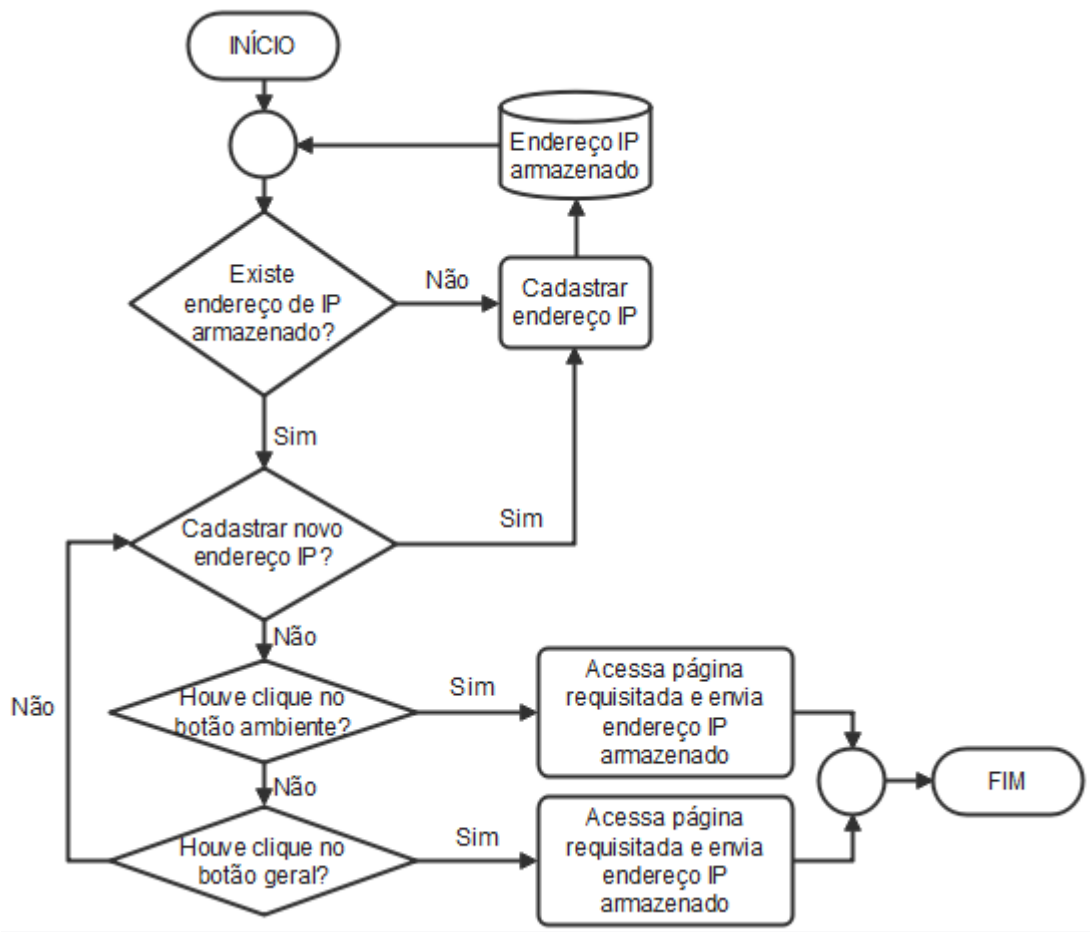 INÍCIO
Endereço IP
armazenado
Existe
endereço de IP
armazenado?
Não
Cadastrar
endereço IP
Sim
Cadastrar novo
endereço IP?
Sim
Não
Houve clique no
botão ambiente?
Sim
Acessa página
requisitada e envia
endereço IP
armazenado
Não
Não
FIM
Houve clique no
botão geral?
Sim
Acessa página
requisitada e envia
endereço IP
armazenado